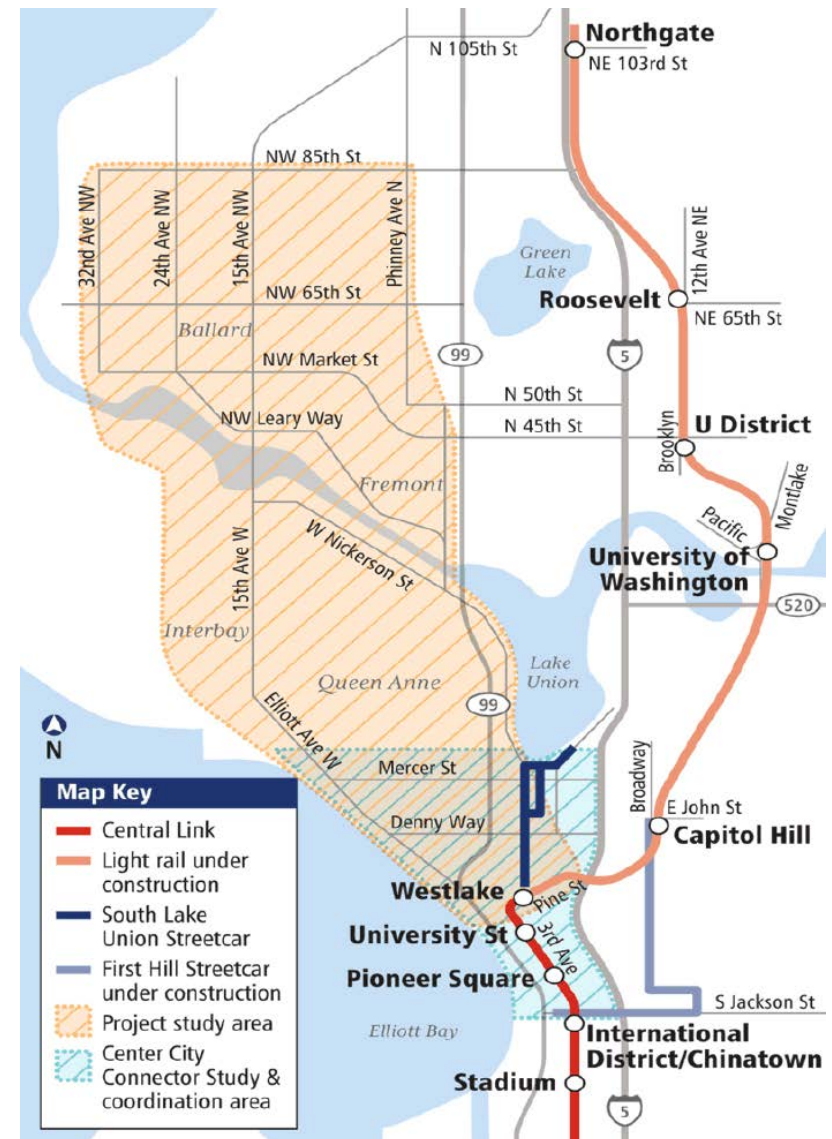 Northgate
N 105th St
NE 103rd St
NW 85th St
32nd Ave NW
24th Ave NW
15th Ave NW
Phinney Ave N
Green
Lake
12th Ave NE
Roosevelt
NW 65th St
NE 65th St
Ballard
99
5
NW Market St
N 50th St
NW Leary Way
N 45th St
U District
Brooklyn
Fremont
Montlake
Pacific
W Nickerson St
University of
Washington
15th Ave W
520
Interbay
Lake
Union
Queen Anne
99
Elliott Ave W
N
Mercer St
Broadway
Map Key
E John St
Denny Way
Capitol Hill
Central Link
Light rail under
construction
Westlake
Pine St
South Lake
Union Streetcar
University St
3rd Ave
First Hill Streetcar
under construction
Pioneer Square
S Jackson St
Project study area
Elliott Bay
International
District/Chinatown
Center City
Connector Study &
coordination area
Stadium
5